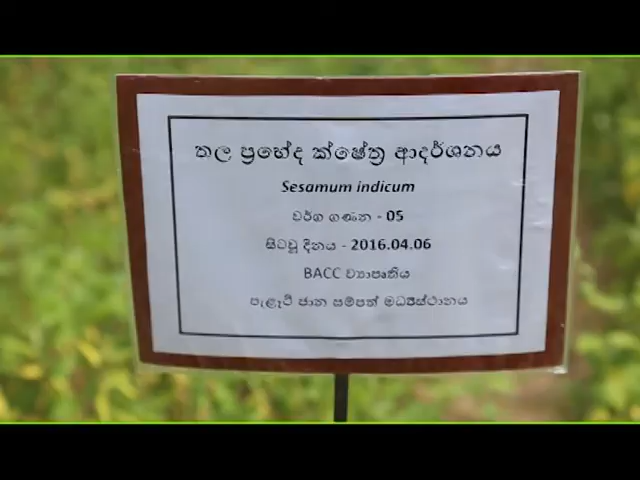 තල ප්‍රභේද ක්ෂේත්‍ර ආදර්ශනය
Sesamum indicum
වර්ග ගණන - 05
සිටවූ දිනය - 2016.04.06
BACC ව්‍යාපෘතිය
පැළෑටි ජාන සම්පත් මධ්‍යස්ථානය